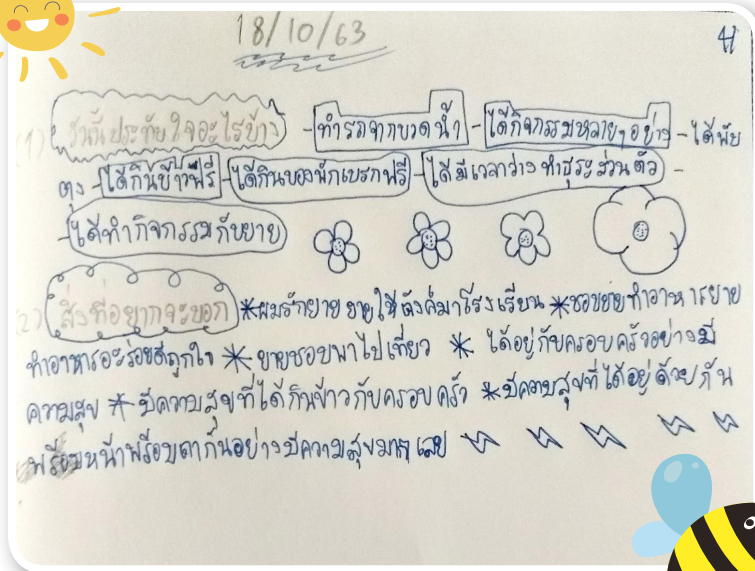 18/10/63
(1) วันนี้ประทับใจอะไรบ้าง - ทำรถจากขวดน้ำ - ได้กิจกรรมหลายๆอย่าง - ได้พับ
ถุง - ได้กินข้าวฟรี - ได้กินของพักเบรกฟรี - ได้มีเวลาว่างทำธุระส่วนตัว -
- ได้ทำกิจกรรมกับยาย
(2) สิ่งที่อยากจะบอก *ผมรักยาย ยายให้ตังค์มาโรงเรียน *ชอบยายทำอาหารยาย
ทำอาหารอะร่อยดีถูกใจ * ยายชอบพาไปเที่ยว * ได้อยู่กับครอบครัวอย่างมี
ความสุข * มีความสุขที่ได้กินข้าวกับครอบครัว *มีความสุขที่ได้อยู่ด้วยกัน
พร้อมหน้าพร้อมตากันอย่างมีความสุขมากเลย